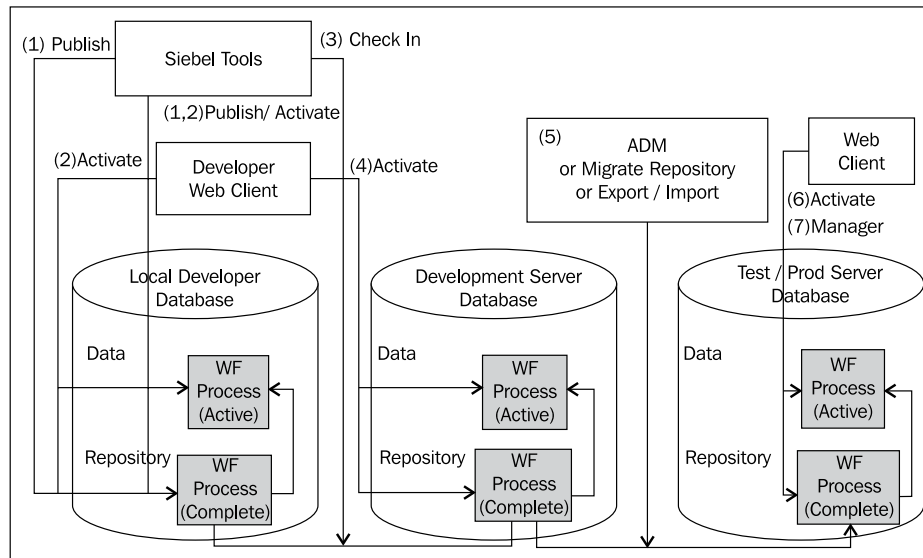 (1) Publish
(3) Check In
Siebel Tools
(1,2)Publish/ Activate
(2)Activate
Developer
Web Client
(4)Activate
(5)
ADM
or Migrate Repository
or Export / Import
Web
Client
(6)Activate
(7)Manager
Local Developer
Database
Development Server
Database
Test / Prod Server
Database
Data
WF
Process
(Active)
Data
WF
Process
(Active)
Data
WF
Process
(Active)
Repository
WF
Process
(Complete)
Repository
WF
Process
(Complete)
Repository
WF
Process
(Complete)